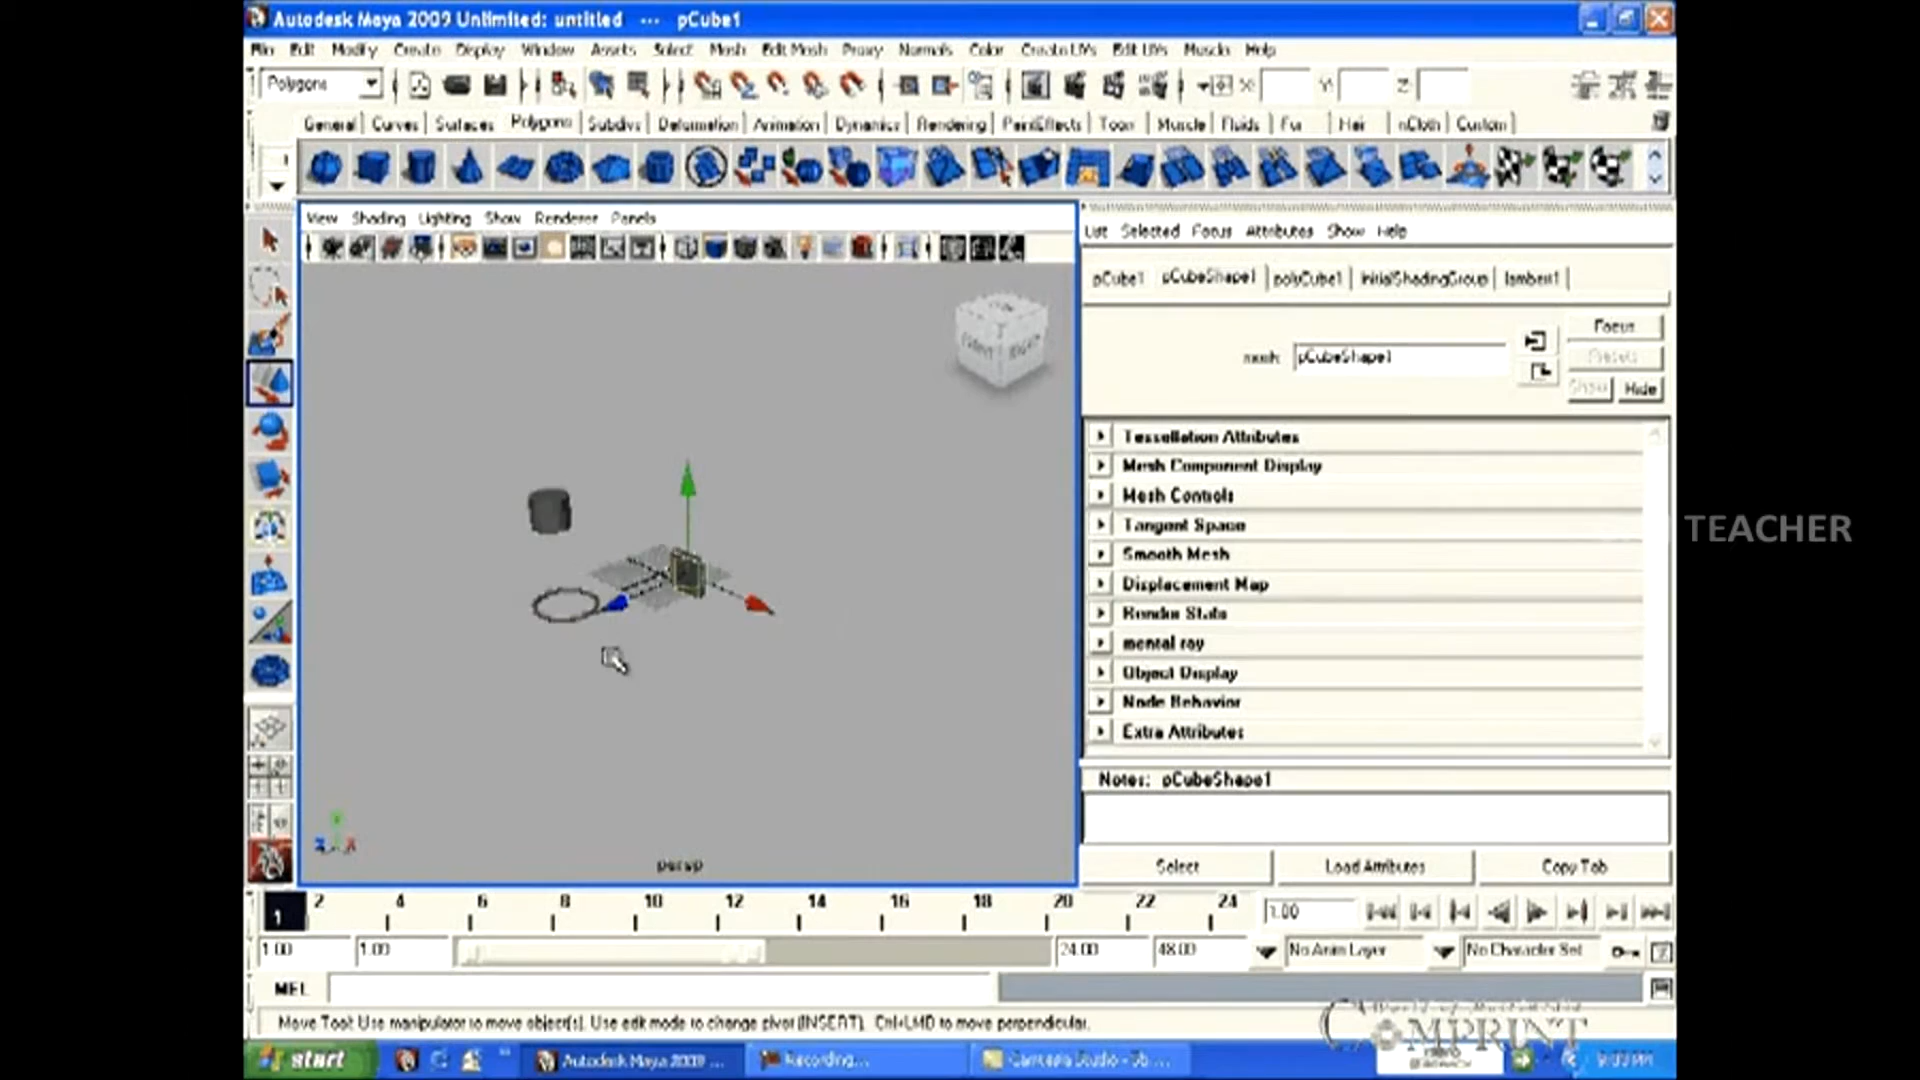 Autodesk Maya 2009 Unlimited: untitled --- pCube1
File Edit Modify Create Display Window Assets Select Mesh Edit Mesh Proxy Normals Color Create UVs Edit UVs Muscle Help
Polygons X: Y: Z:
General Curves Surfaces Polygons Subdivs Deformation Animation Dynamics Rendering PaintEffects Toon Muscle Fluids Fur Hair nCloth Custom
View Shading Lighting Show Renderer Panels
List Selected Focus Attributes Show Help
pCube1 pCubeShape1 polyCube1 initialShadingGroup lambert1
FRONT RIGHT
Focus
mesh: pCubeShape1
Presets
Show Hide
Tessellation Attributes
Mesh Component Display
Mesh Controls
Tangent Space
Smooth Mesh
Displacement Map
Render Stats
mental ray
Object Display
Node Behavior
Extra Attributes
TEACHER
Notes: pCubeShape1
persp
Select Load Attributes Copy Tab
1 2 4 6 8 10 12 14 16 18 20 22 24 1.00
1.00 1.00 24.00 48.00 No Anim Layer No Character Set
MEL
Move Tool: Use manipulator to move object(s). Use edit mode to change pivot (INSERT). Ctrl+LMB to move perpendicular.
COMPRINT
start Autodesk Maya 2009 ... Recording... Camtasia Studio - Sb ...